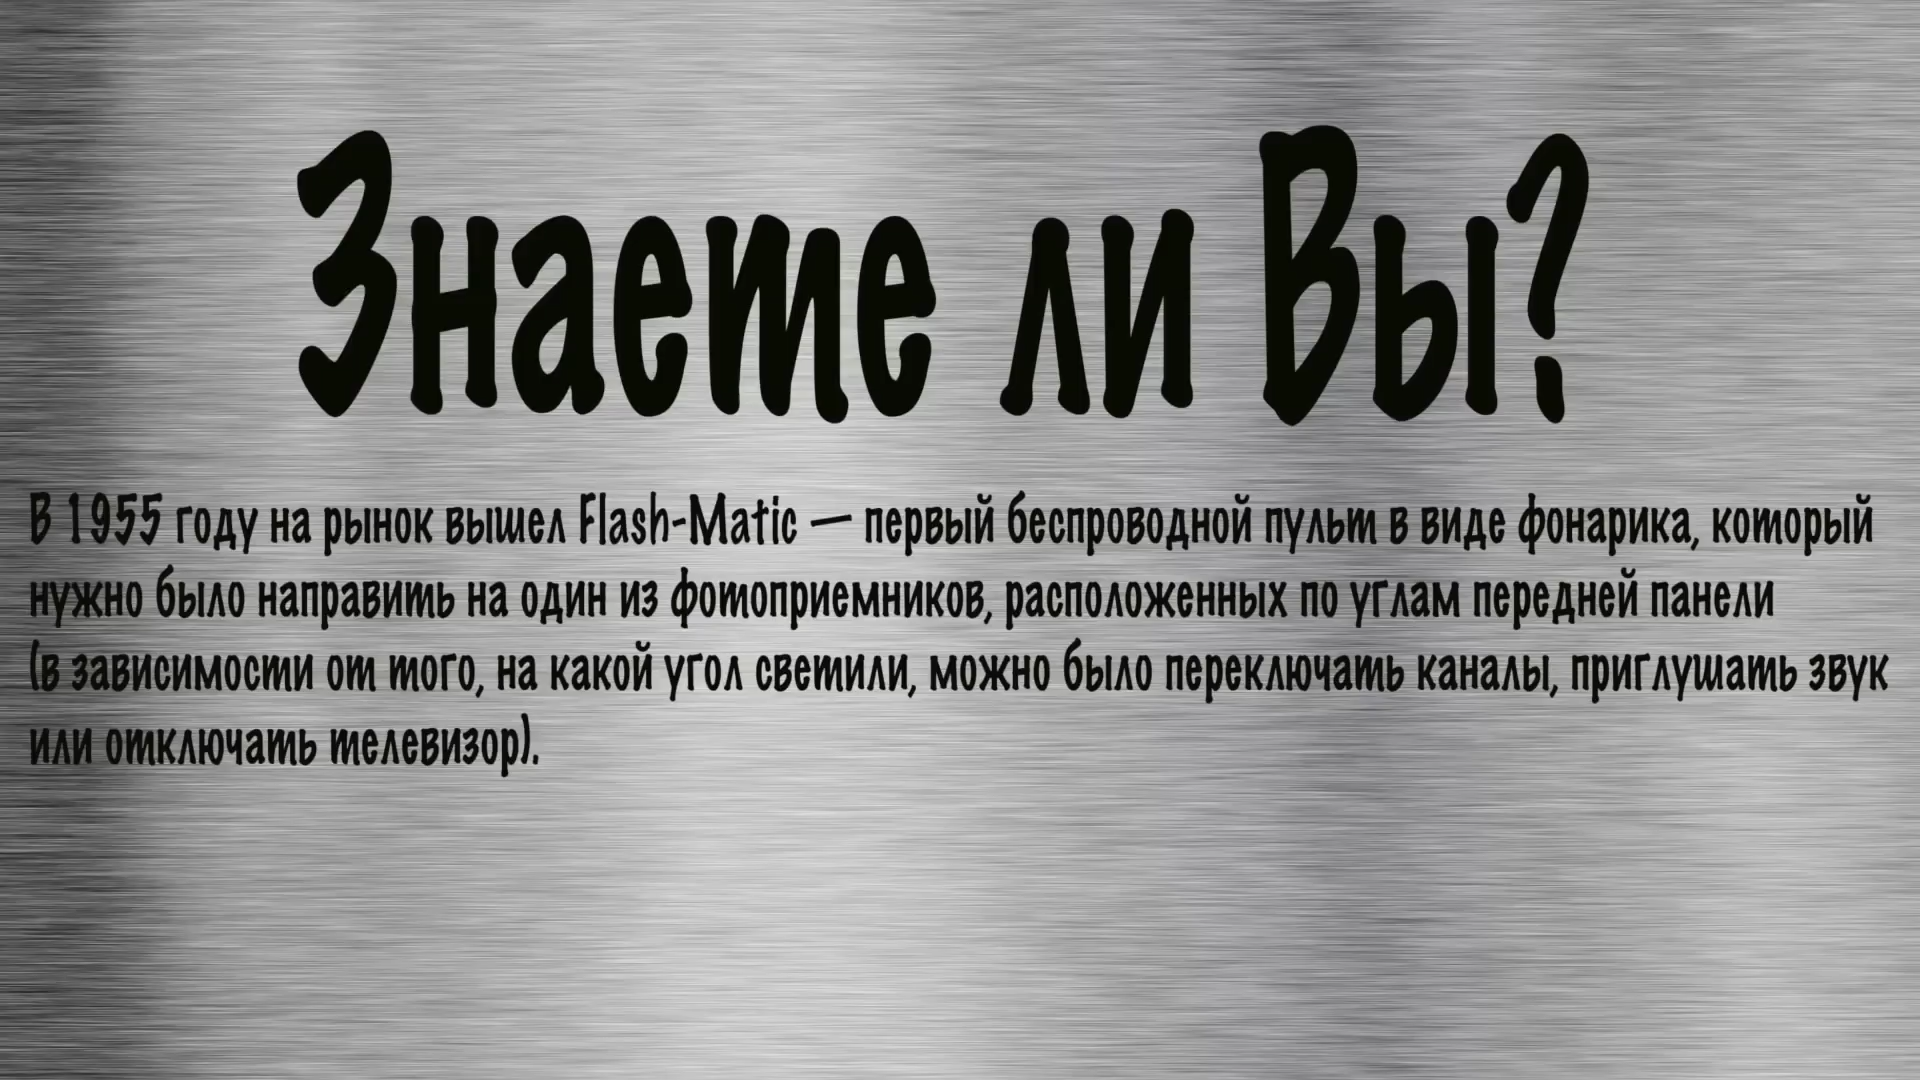 Знаете ли Вы?
В 1955 году на рынок вышел Flash-Matic — первый беспроводной пульт в виде фонарика, который
нужно было направить на один из фотоприемников, расположенных по углам передней панели
(в зависимости от того, на какой угол светили, можно было переключать каналы, приглушать звук
или отключать телевизор).